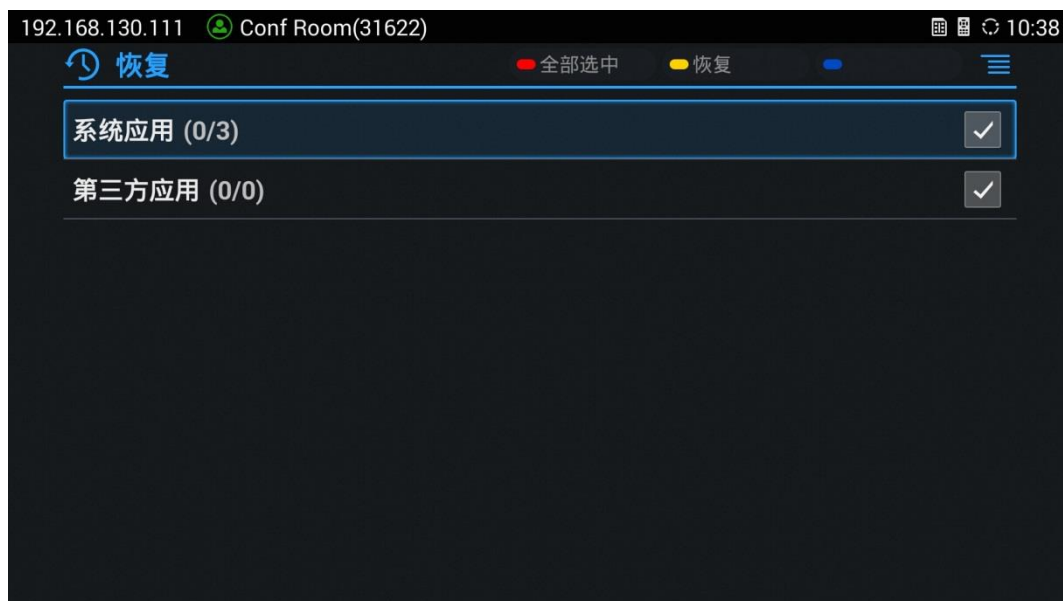 192.168.130.111 Conf Room(31622) 10:38
恢复 全部选中 恢复
系统应用 (0/3)
第三方应用 (0/0)